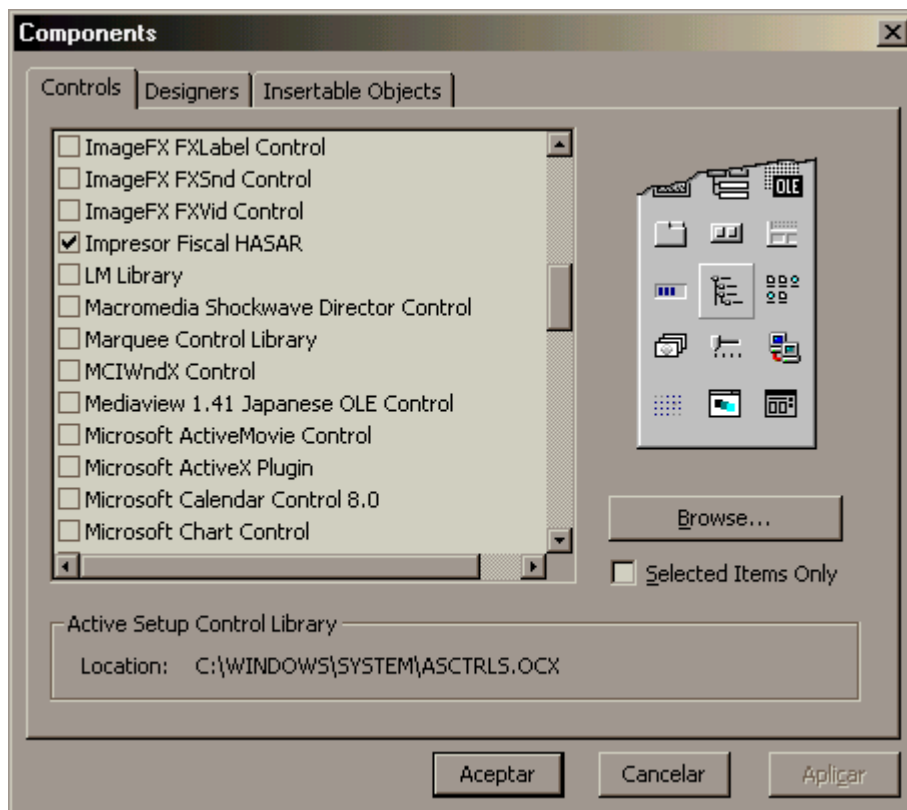 Components
Controls Designers Insertable Objects
ImageFX FXLabel Control
ImageFX FXSnd Control
ImageFX FXVid Control
Impresor Fiscal HASAR
LM Library
Macromedia Shockwave Director Control
Marquee Control Library
MCIWndX Control
Mediaview 1.41 Japanese OLE Control
Microsoft ActiveMovie Control
Microsoft ActiveX Plugin
Microsoft Calendar Control 8.0
Microsoft Chart Control
OLE
Browse...
Selected Items Only
Active Setup Control Library
Location: C:\WINDOWS\SYSTEM\ASCTRLS.OCX
Aceptar Cancelar Aplicar